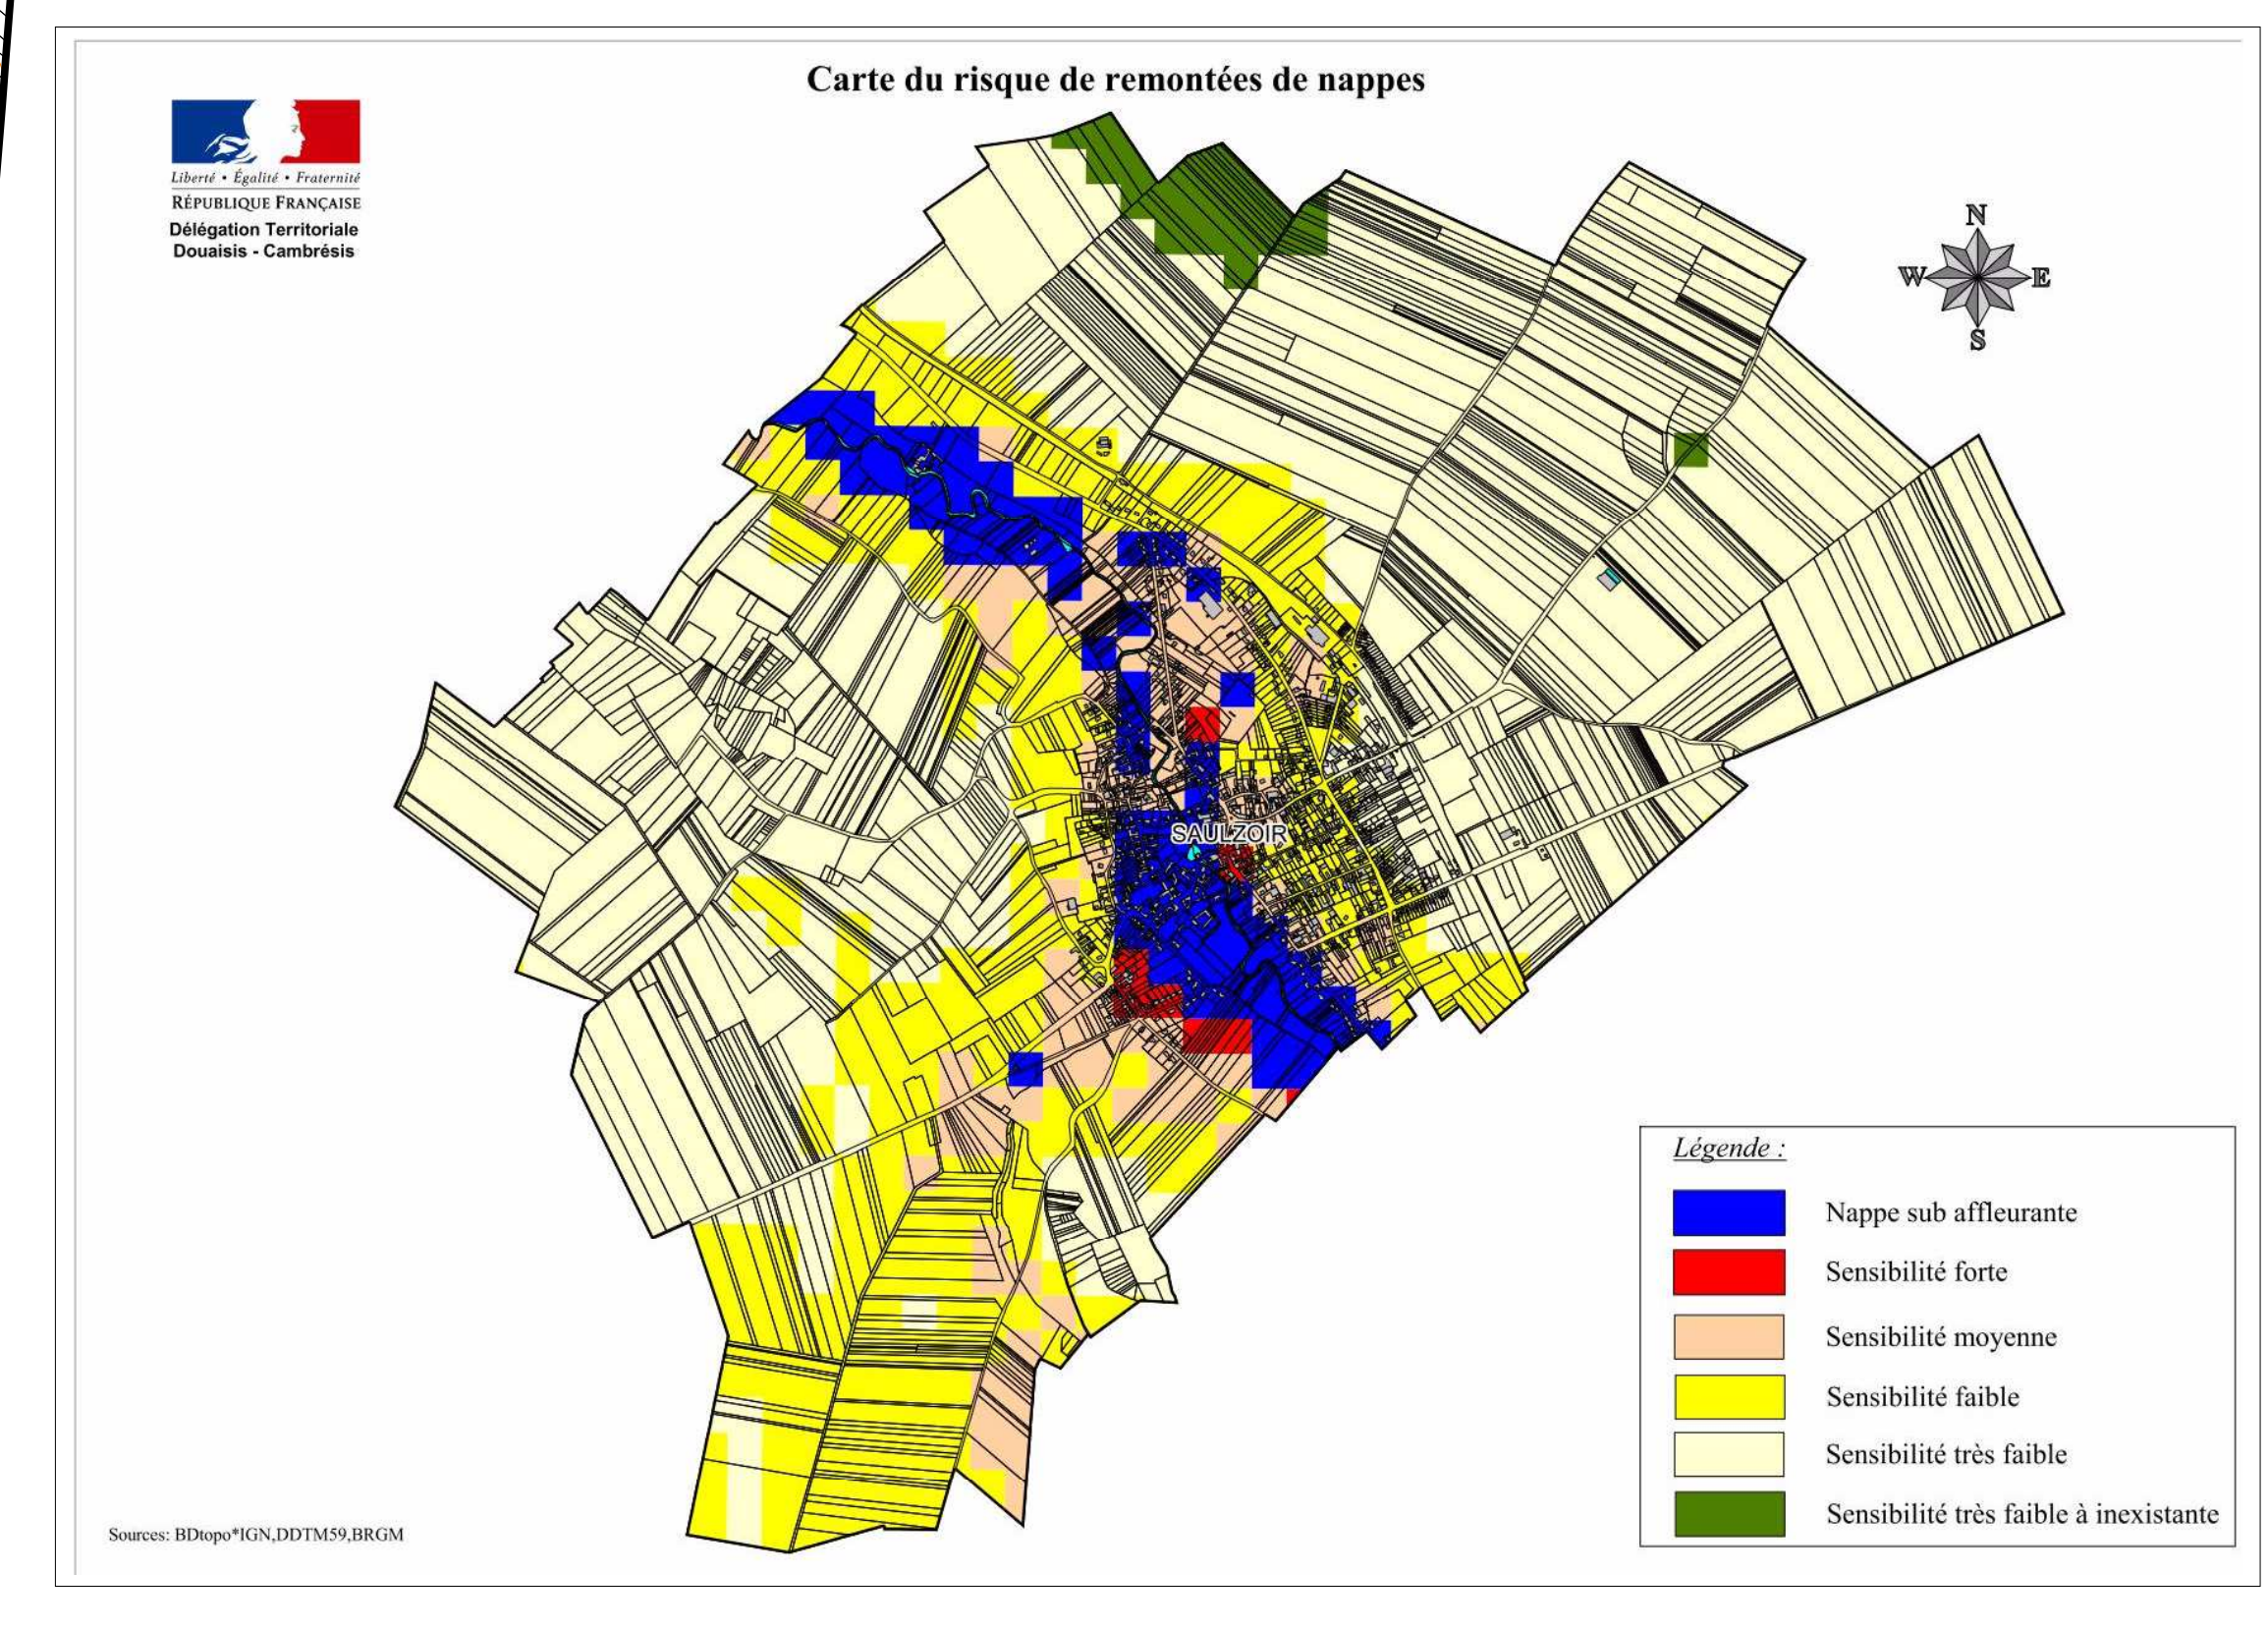 Carte du risque de remontées de nappes
Liberté • Égalité • Fraternité
RÉPUBLIQUE FRANÇAISE
Délégation Territoriale
Douaisis - Cambrésis
N
W
E
S
SAULZOIR
Légende :
Nappe sub affleurante
Sensibilité forte
Sensibilité moyenne
Sensibilité faible
Sensibilité très faible
Sensibilité très faible à inexistante
Sources: BDtopo*IGN,DDTM59,BRGM